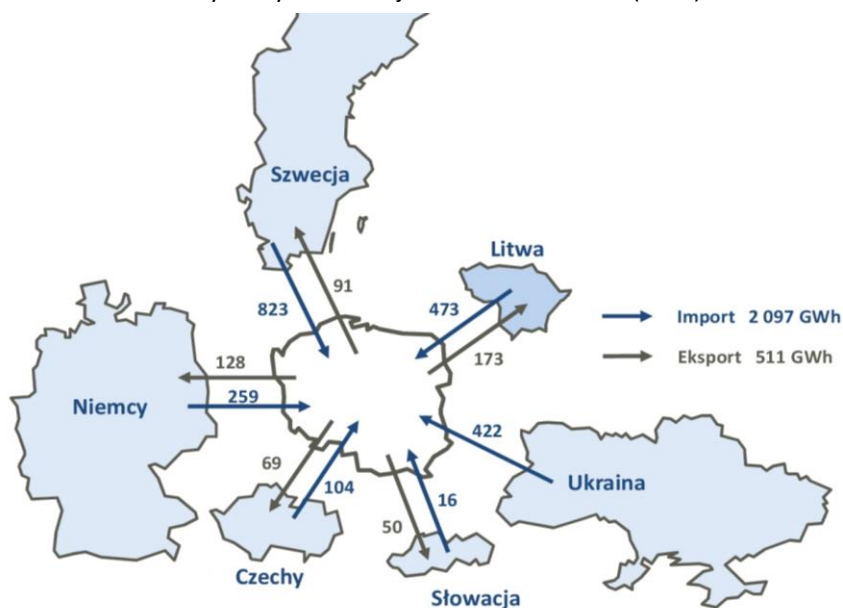 Szwecja
Litwa
91
823
473
Import 2 097 GWh
173
Eksport 511 GWh
128
259
Niemcy
422
69
104
16
Ukraina
50
Czechy
Słowacja